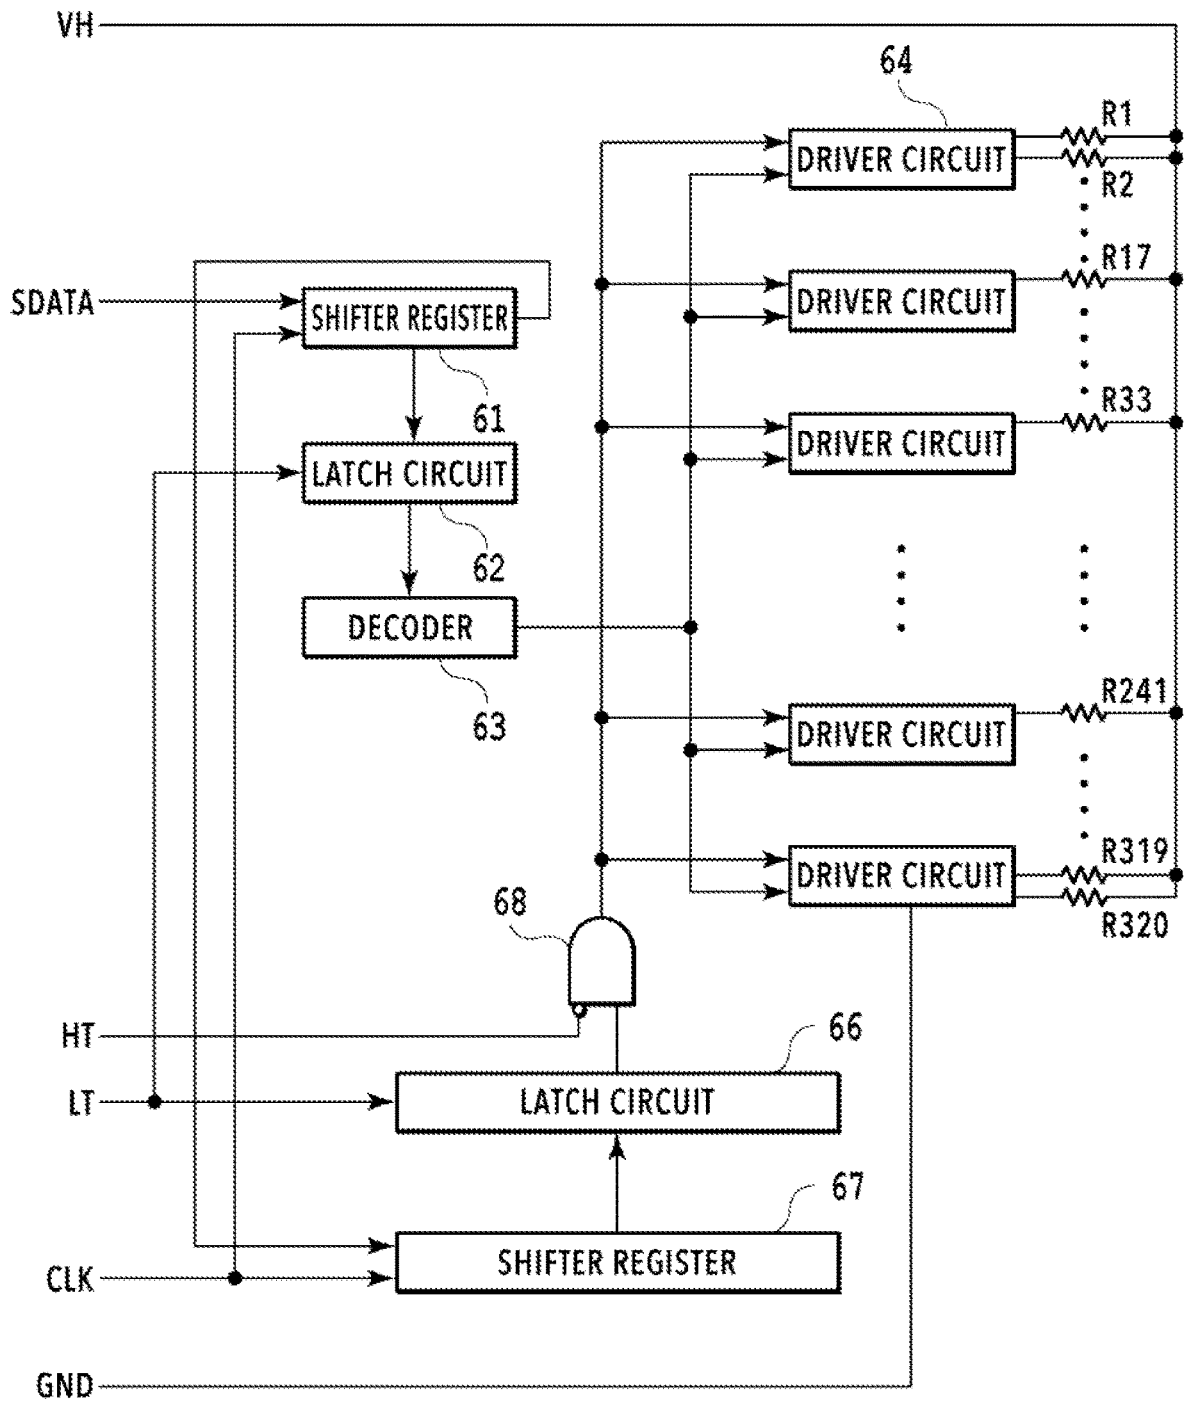 VH
64
R1
DRIVER CIRCUIT
R2
R17
SDATA
SHIFTER REGISTER
DRIVER CIRCUIT
61
R33
LATCH CIRCUIT
DRIVER CIRCUIT
62
DECODER
63
R241
DRIVER CIRCUIT
R319
DRIVER CIRCUIT
68
R320
HT
66
LT
LATCH CIRCUIT
67
CLK
SHIFTER REGISTER
GND